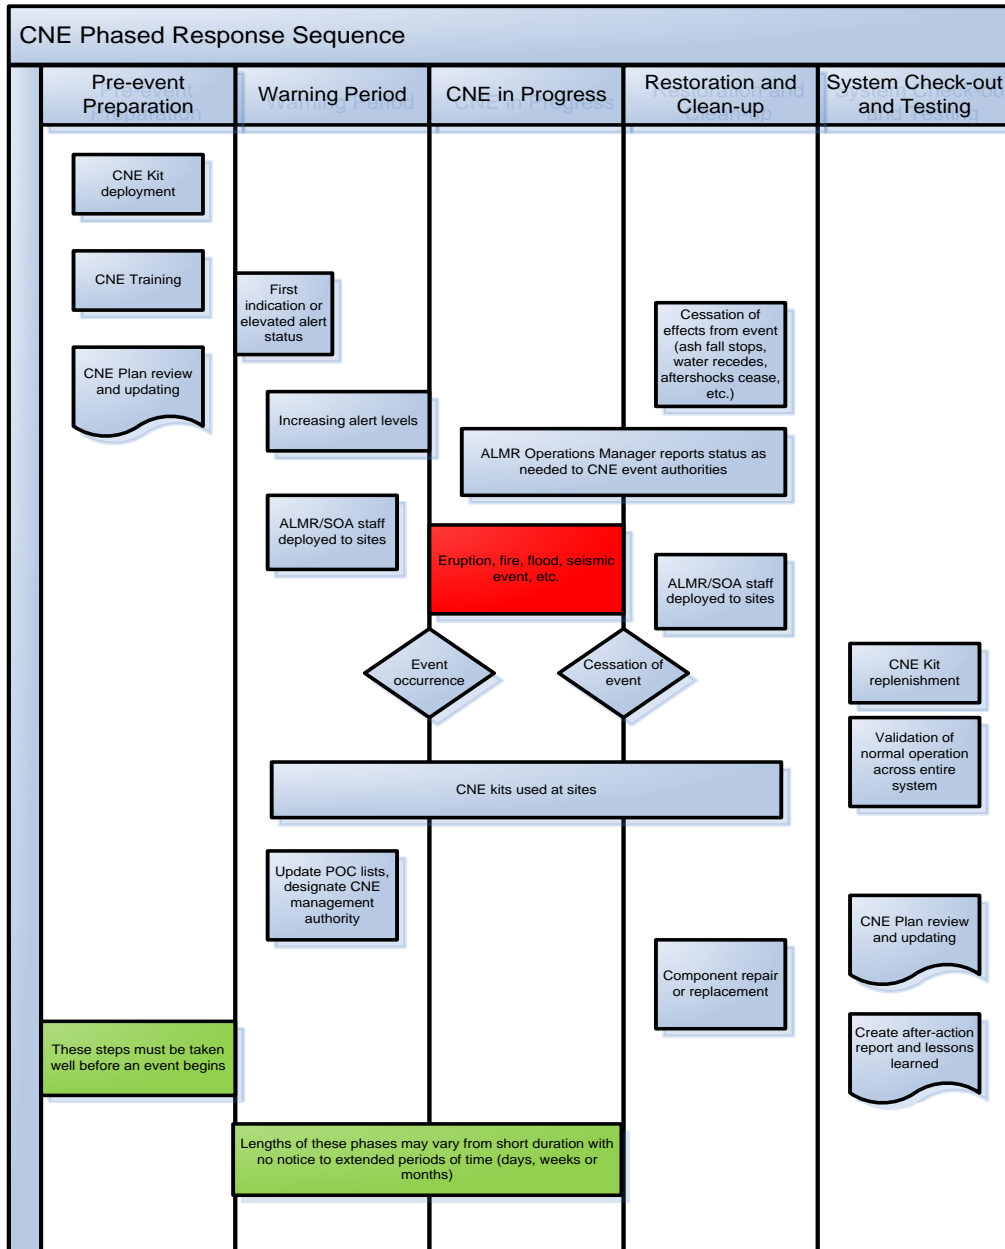 CNE Phased Response Sequence
Pre-event
Preparation
Warning Period
CNE in Progress
Restoration and
Clean-up
System Check-out
and Testing
CNE Kit
deployment
CNE Training
CNE Plan review
and updating
These steps must be taken
well before an event begins
First
indication or
elevated alert
status
Increasing alert levels
ALMR/SOA staff
deployed to sites
Event
occurrence
CNE kits used at sites
Update POC lists,
designate CNE
management
authority
Lengths of these phases may vary from short duration with
no notice to extended periods of time (days, weeks or
months)
ALMR Operations Manager reports status as
needed to CNE event authorities
Eruption, fire, flood, seismic
event, etc.
Cessation of
event
Cessation of
effects from event
(ash fall stops,
water recedes,
aftershocks cease,
etc.)
ALMR/SOA staff
deployed to sites
Component repair
or replacement
CNE Kit
replenishment
Validation of
normal operation
across entire
system
CNE Plan review
and updating
Create after-action
report and lessons
learned